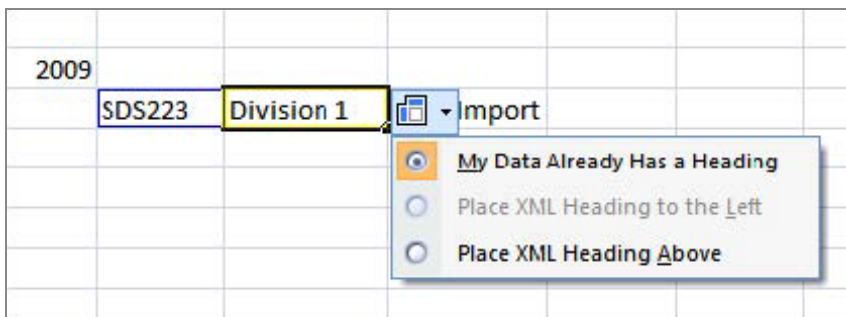 2009
SDS223 Division 1 Import
My Data Already Has a Heading
Place XML Heading to the Left
Place XML Heading Above